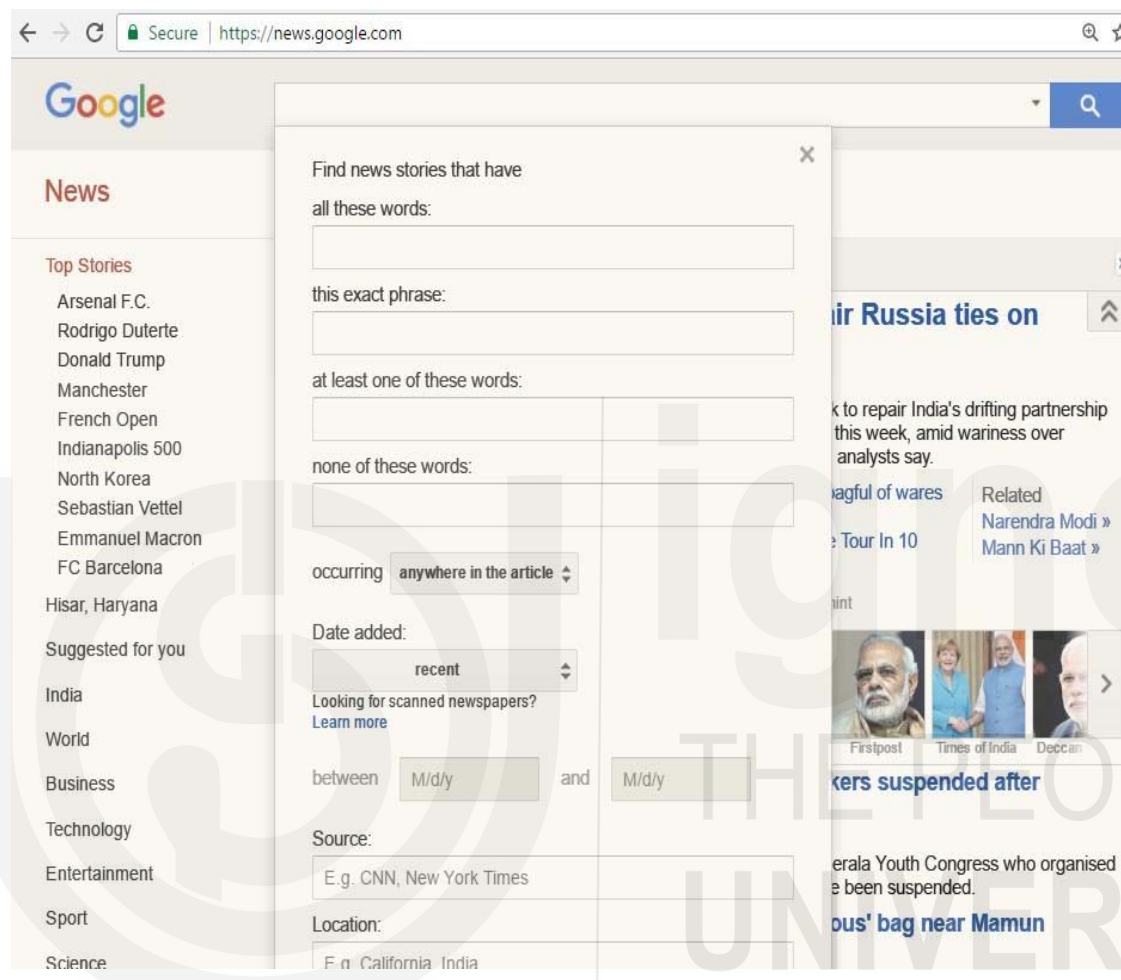 Secure | https://news.google.com
Google
News
Top Stories
Arsenal F.C.
Rodrigo Duterte
Donald Trump
Manchester
French Open
Indianapolis 500
North Korea
Sebastian Vettel
Emmanuel Macron
FC Barcelona
Hisar, Haryana
Suggested for you
India
World
Business
Technology
Entertainment
Sport
Science
Find news stories that have
all these words:
this exact phrase:
at least one of these words:
none of these words:
occurring anywhere in the article
Date added:
recent
Looking for scanned newspapers?
Learn more
between M/d/y and M/d/y
Source:
E.g. CNN, New York Times
Location:
E.g. California, India
ir Russia ties on
k to repair India's drifting partnership
this week, amid wariness over
analysts say.
bagful of wares
Tour In 10
Related
Narendra Modi »
Mann Ki Baat »
Firstpost Times of India Deccan
kers suspended after
erala Youth Congress who organised
e been suspended.
ous' bag near Mamun
ign
THE PEO
UNIVER